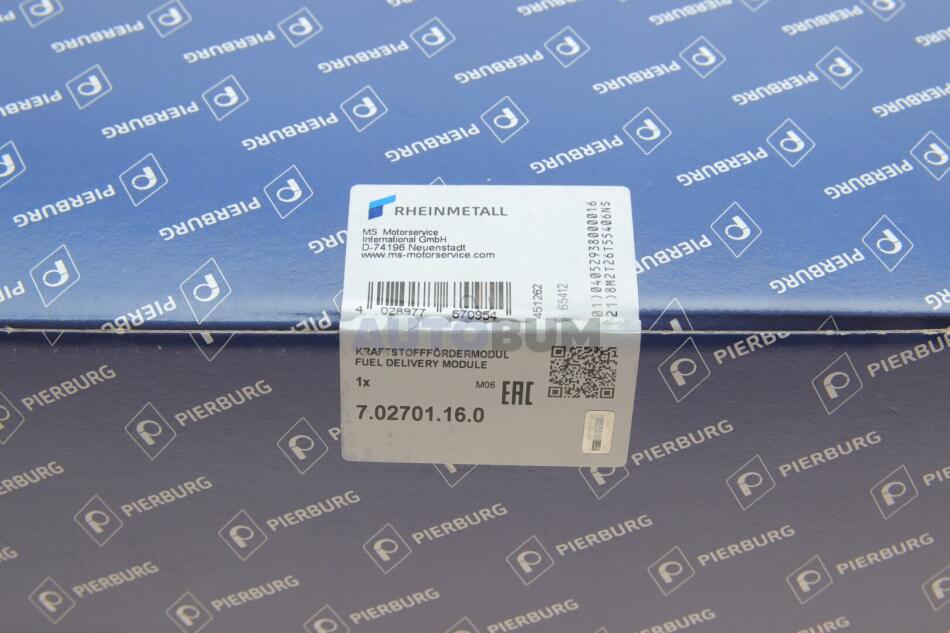 PIERBURG
RHEINMETALL
MS Motorservice
International GmbH
D-74196 Neuenstadt
www.ms-motorservice.com
4 028977 670954
451262
65412
01)04052938000016
21)8M2T26T55406NS
AUTOBUM
KRAFTSTOFFFÖRDERMODUL
FUEL DELIVERY MODULE
1x
M06
EAC
7.02701.16.0